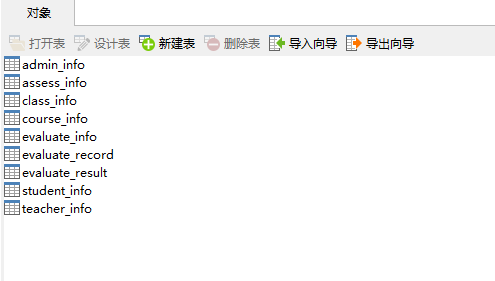 对象
打开表 设计表 新建表 删除表 导入向导 导出向导
admin_info
assess_info
class_info
course_info
evaluate_info
evaluate_record
evaluate_result
student_info
teacher_info